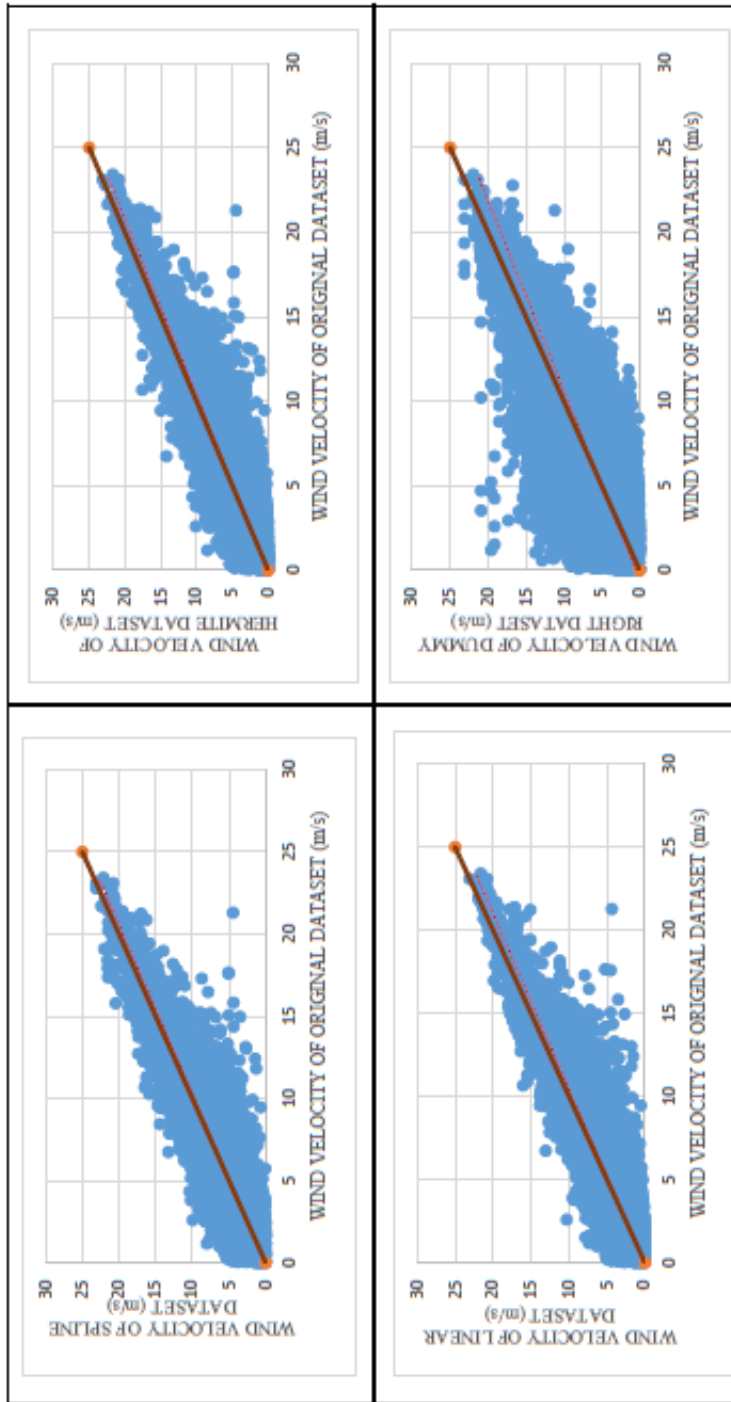 WIND VELOCITY OF SPLINE
DATASET (m/s)
30
25
20
15
10
5
0
0 5 10 15 20 25 30
WIND VELOCITY OF ORIGINAL DATASET (m/s)
WIND VELOCITY OF
HERMITE DATASET (m/s)
30
25
20
15
10
5
0
0 5 10 15 20 25 30
WIND VELOCITY OF ORIGINAL DATASET (m/s)
WIND VELOCITY OF LINEAR
DATASET (m/s)
30
25
20
15
10
5
0
0 5 10 15 20 25 30
WIND VELOCITY OF ORIGINAL DATASET (m/s)
WIND VELOCITY OF DUMMY
RIGHT DATASET (m/s)
30
25
20
15
10
5
0
0 5 10 15 20 25 30
WIND VELOCITY OF ORIGINAL DATASET (m/s)